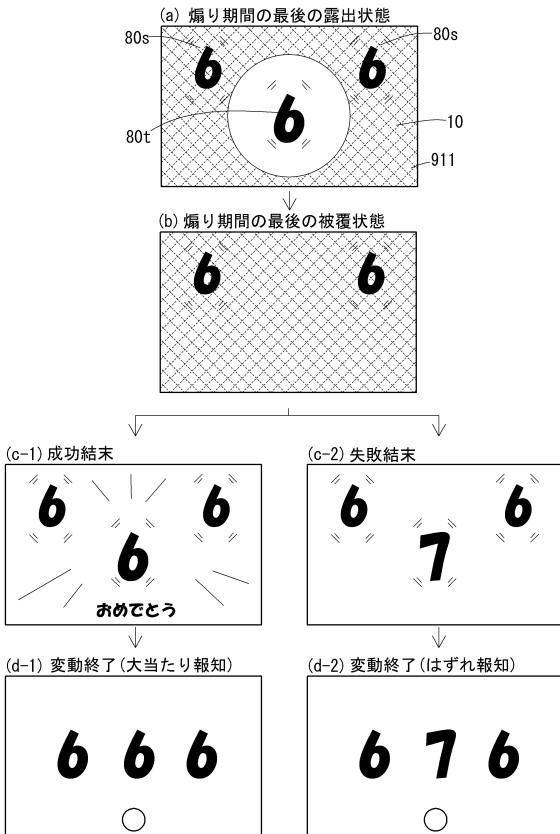 (a) 煽り期間の最後の露出状態
80s
80s
6 6
6
80t
10
911
(b) 煽り期間の最後の被覆状態
6 6
(c-1) 成功結末
6 6
6
おめでとう
(c-2) 失敗結末
6 6
7
(d-1) 変動終了(大当たり報知)
6 6 6
(d-2) 変動終了(はずれ報知)
6 7 6